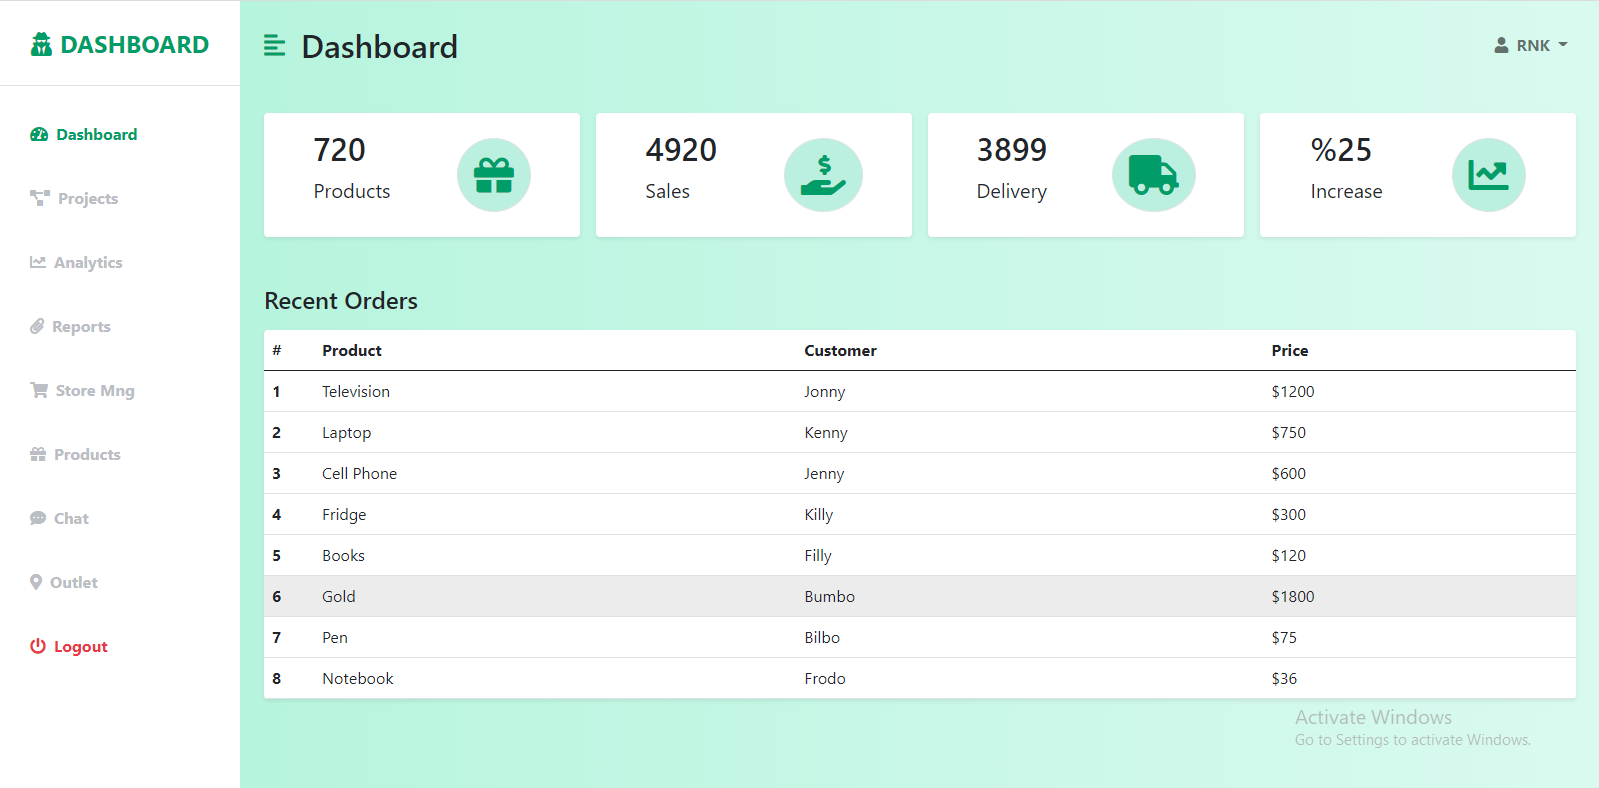 DASHBOARD
Dashboard
Projects
Analytics
Reports
Store Mng
Products
Chat
Outlet
Logout
Dashboard
RNK
720
Products
4920
Sales
3899
Delivery
%25
Increase
Recent Orders
# Product Customer Price
1 Television Jonny $1200
2 Laptop Kenny $750
3 Cell Phone Jenny $600
4 Fridge Killy $300
5 Books Filly $120
6 Gold Bumbo $1800
7 Pen Bilbo $75
8 Notebook Frodo $36
Activate Windows
Go to Settings to activate Windows.